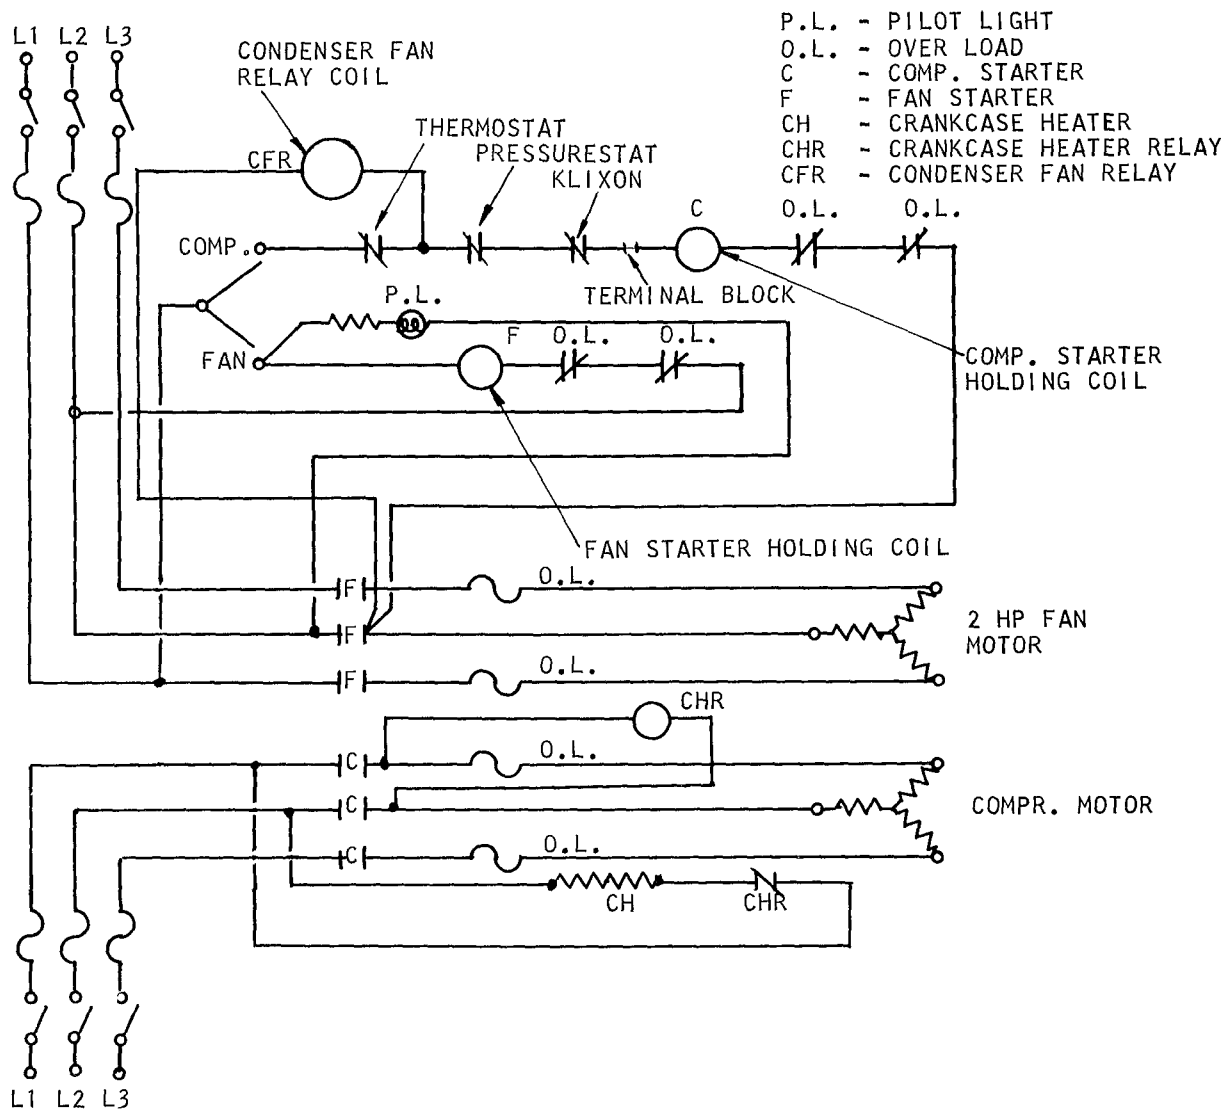 L1 L2 L3
CONDENSER FAN
RELAY COIL
P.L. - PILOT LIGHT
O.L. - OVER LOAD
C - COMP. STARTER
F - FAN STARTER
CH - CRANKCASE HEATER
CHR - CRANKCASE HEATER RELAY
CFR - CONDENSER FAN RELAY
THERMOSTAT
PRESSURESTAT
KLIXON
CFR
C
O.L.
O.L.
COMP.
TERMINAL BLOCK
P.L.
F
O.L.
O.L.
FAN
COMP. STARTER
HOLDING COIL
FAN STARTER HOLDING COIL
F
O.L.
F
2 HP FAN
MOTOR
F
O.L.
CHR
C
O.L.
C
COMPR. MOTOR
C
O.L.
CH
CHR
L1 L2 L3